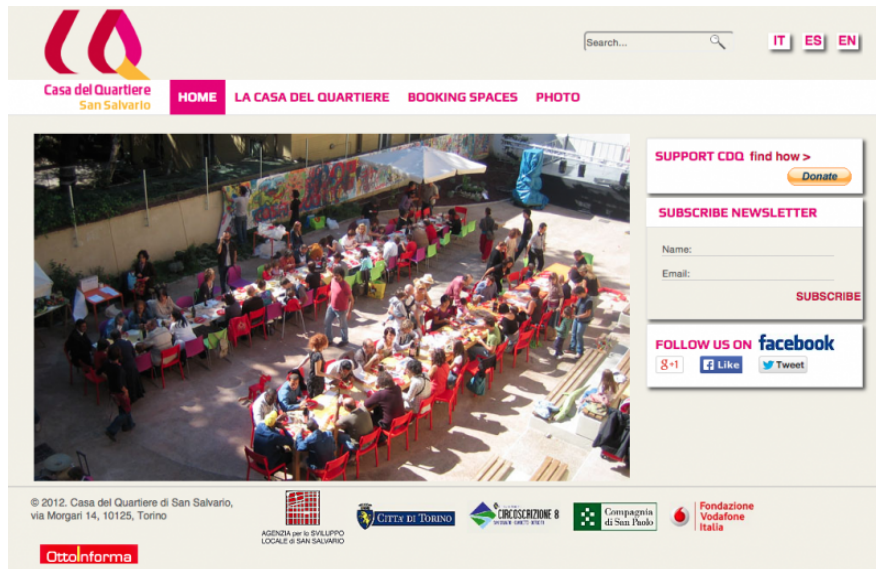 Search...
IT ES EN
Casa del Quartiere
San Salvario
HOME LA CASA DEL QUARTIERE BOOKING SPACES PHOTO
SUPPORT CDQ find how >
Donate
SUBSCRIBE NEWSLETTER
Name:
Email:
SUBSCRIBE
FOLLOW US ON facebook
g+1 Like Tweet
© 2012. Casa del Quartiere di San Salvario,
via Morgari 14, 10125, Torino
AGENZIA per lo SVILUPPO
LOCALE di SAN SALVARIO
CITTA' DI TORINO
CIRCOSCRIZIONE 8
Compagnia
di San Paolo
Fondazione
Vodafone
Italia
OttoInforma